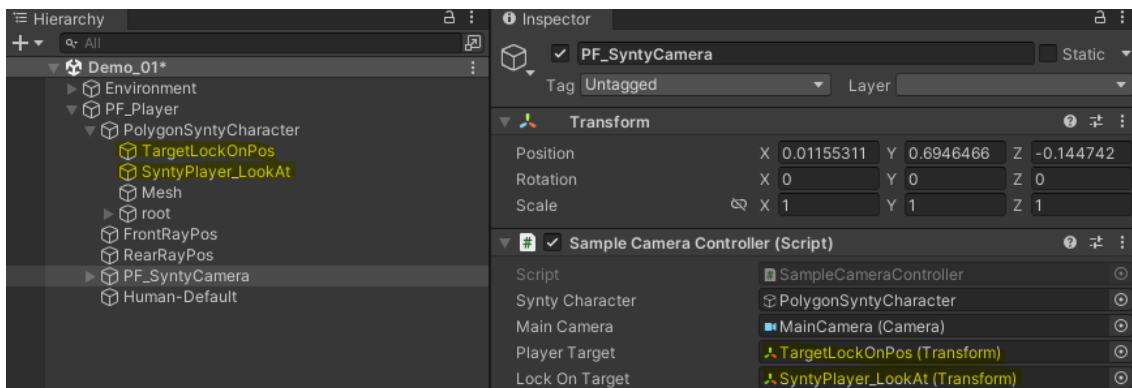 Hierarchy
All
Demo_01*
Environment
PF_Player
PolygonSyntyCharacter
TargetLockOnPos
SyntyPlayer_LookAt
Mesh
root
FrontRayPos
RearRayPos
PF_SyntyCamera
Human-Default
Inspector
PF_SyntyCamera Static
Tag Untagged Layer
Transform
Position X 0.01155311 Y 0.6946466 Z -0.144742
Rotation X 0 Y 0 Z 0
Scale X 1 Y 1 Z 1
# Sample Camera Controller (Script)
Script SampleCameraController
Synty Character PolygonSyntyCharacter
Main Camera MainCamera (Camera)
Player Target TargetLockOnPos (Transform)
Lock On Target SyntyPlayer_LookAt (Transform)